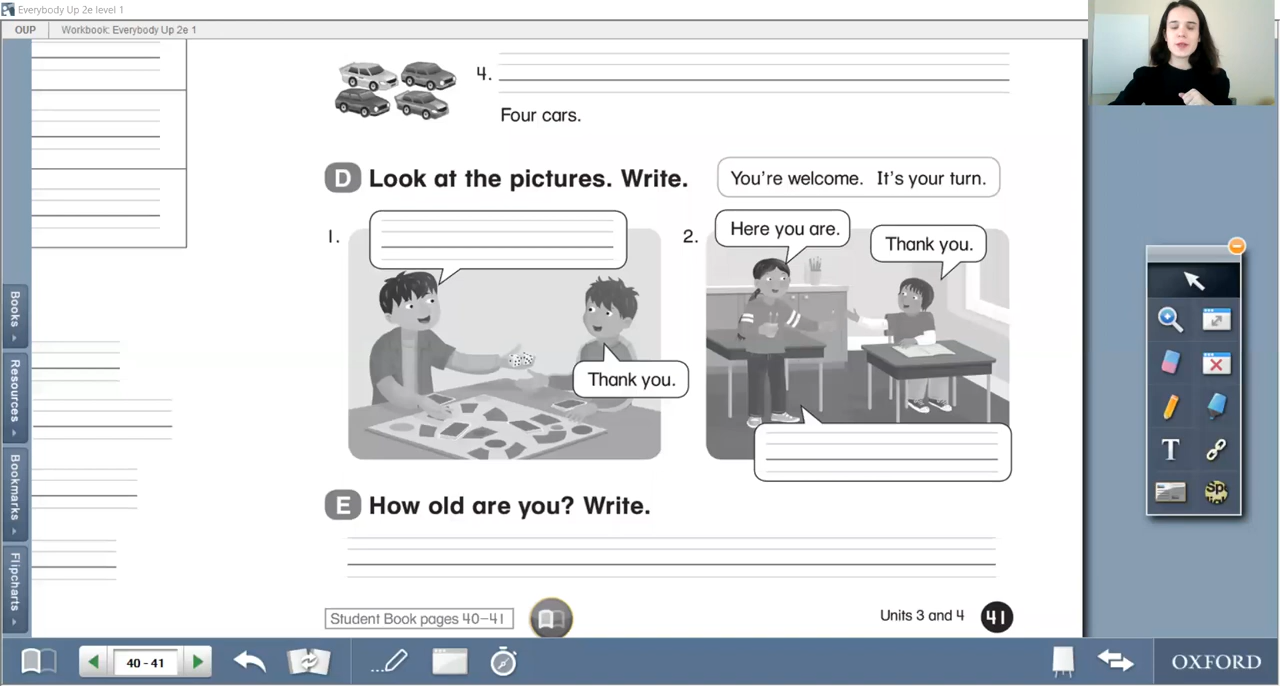 Everybody Up 2e level 1
OUP
Workbook: Everybody Up 2e 1
4.
Four cars.
D Look at the pictures. Write.
You're welcome. It's your turn.
1.
Thank you.
2.
Here you are.
Thank you.
E How old are you? Write.
Student Book pages 40–41
Units 3 and 4
41
Books
Resources
Bookmarks
Flipcharts
T
40 - 41
OXFORD